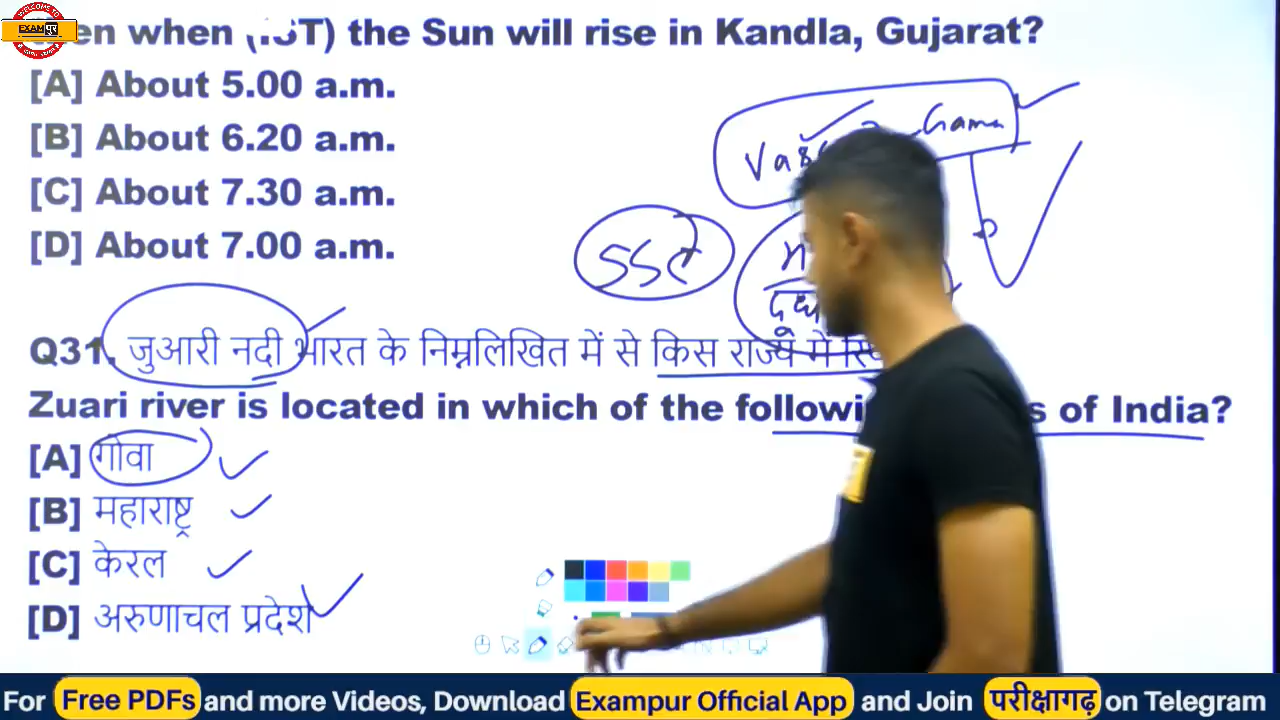 WELCOME TO
EXAMपुर
when (IST) the Sun will rise in Kandla, Gujarat?
[A] About 5.00 a.m.
[B] About 6.20 a.m.
[C] About 7.30 a.m.
[D] About 7.00 a.m.
Gama
SSC
Q31. जुआरी नदी भारत के निम्नलिखित में से किस राज्य में
Zuari river is located in which of the of India?
[A] गोवा
[B] महाराष्ट्र
[C] केरल
[D] अरुणाचल प्रदेश
For Free PDFs and more Videos, Download Exampur Official App and Join परीक्षागढ़ on Telegram